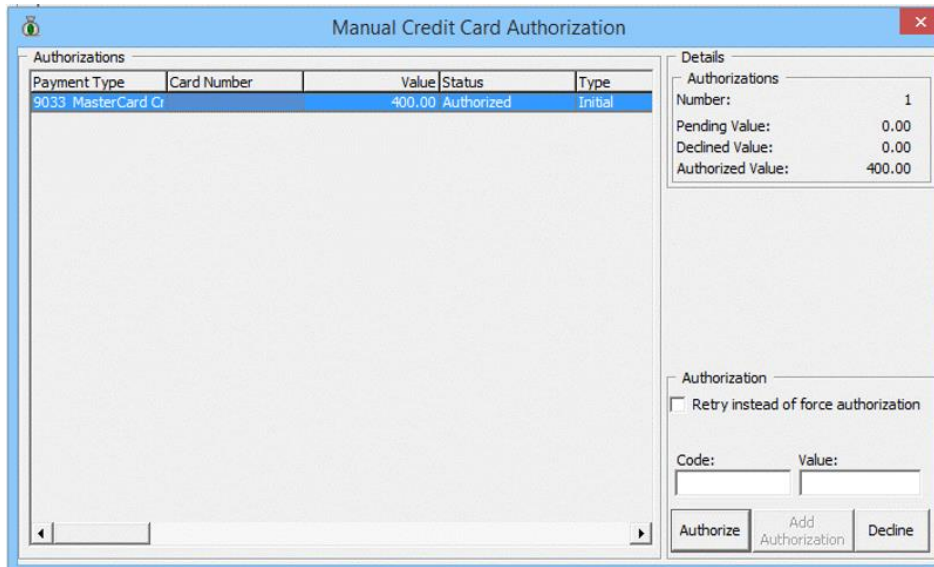 Manual Credit Card Authorization
Authorizations
Payment Type Card Number Value Status Type
9033 MasterCard Cr 400.00 Authorized Initial
Details
Authorizations
Number: 1
Pending Value: 0.00
Declined Value: 0.00
Authorized Value: 400.00
Authorization
Retry instead of force authorization
Code: Value:
Authorize Add Authorization Decline